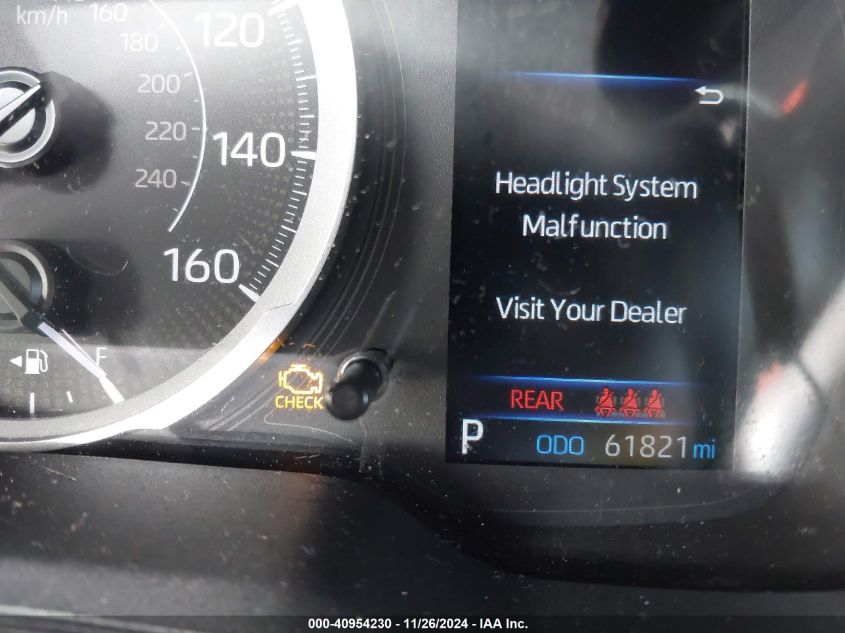 km/h
160
120
180
200
220
140
240
160
F
CHECK
Headlight System
Malfunction
Visit Your Dealer
REAR
P ODO 61821 mi
000-40954230 - 11/26/2024 - IAA Inc.